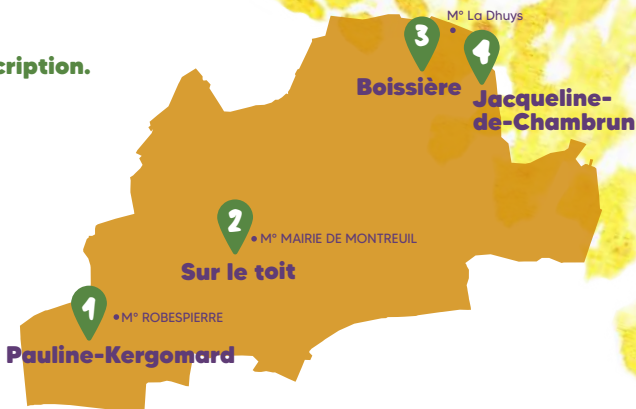 cription.
M° La Dhuys
3
4
Boissière
Jacqueline-
de-Chambrun
2
M° MAIRIE DE MONTREUIL
Sur le toit
1
M° ROBESPIERRE
Pauline-Kergomard